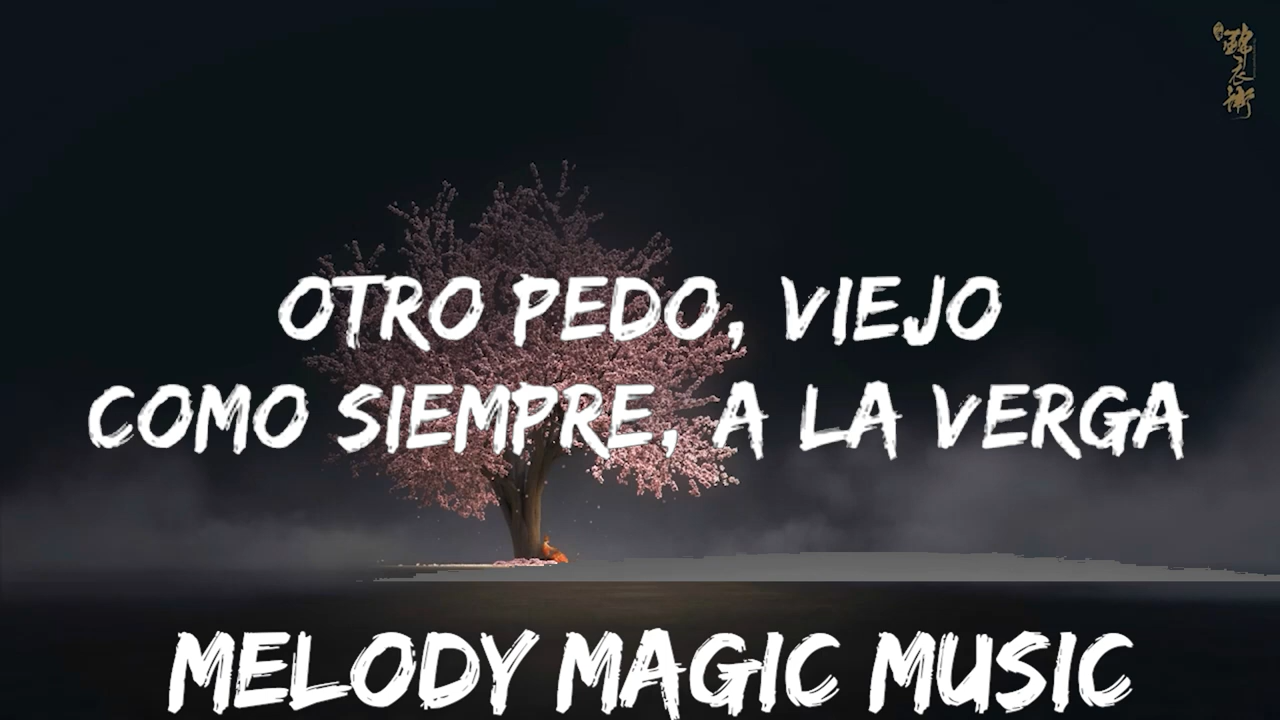 OTRO PEDO, VIEJO
COMO SIEMPRE, A LA VERGA
MELODY MAGIC MUSIC